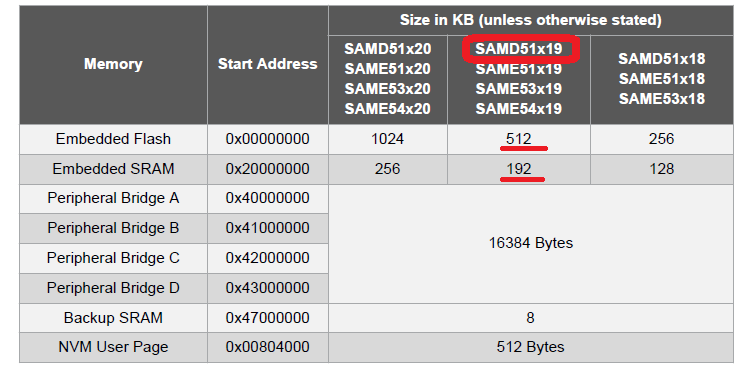 Size in KB (unless otherwise stated)
Memory Start Address
SAMD51x20 SAMD51x19 SAMD51x18
SAME51x20 SAME51x19 SAME51x18
SAME53x20 SAME53x19 SAME53x18
SAME54x20 SAME54x19
Embedded Flash 0x00000000 1024 512 256
Embedded SRAM 0x20000000 256 192 128
Peripheral Bridge A 0x40000000
Peripheral Bridge B 0x41000000
16384 Bytes
Peripheral Bridge C 0x42000000
Peripheral Bridge D 0x43000000
Backup SRAM 0x47000000 8
NVM User Page 0x00804000 512 Bytes